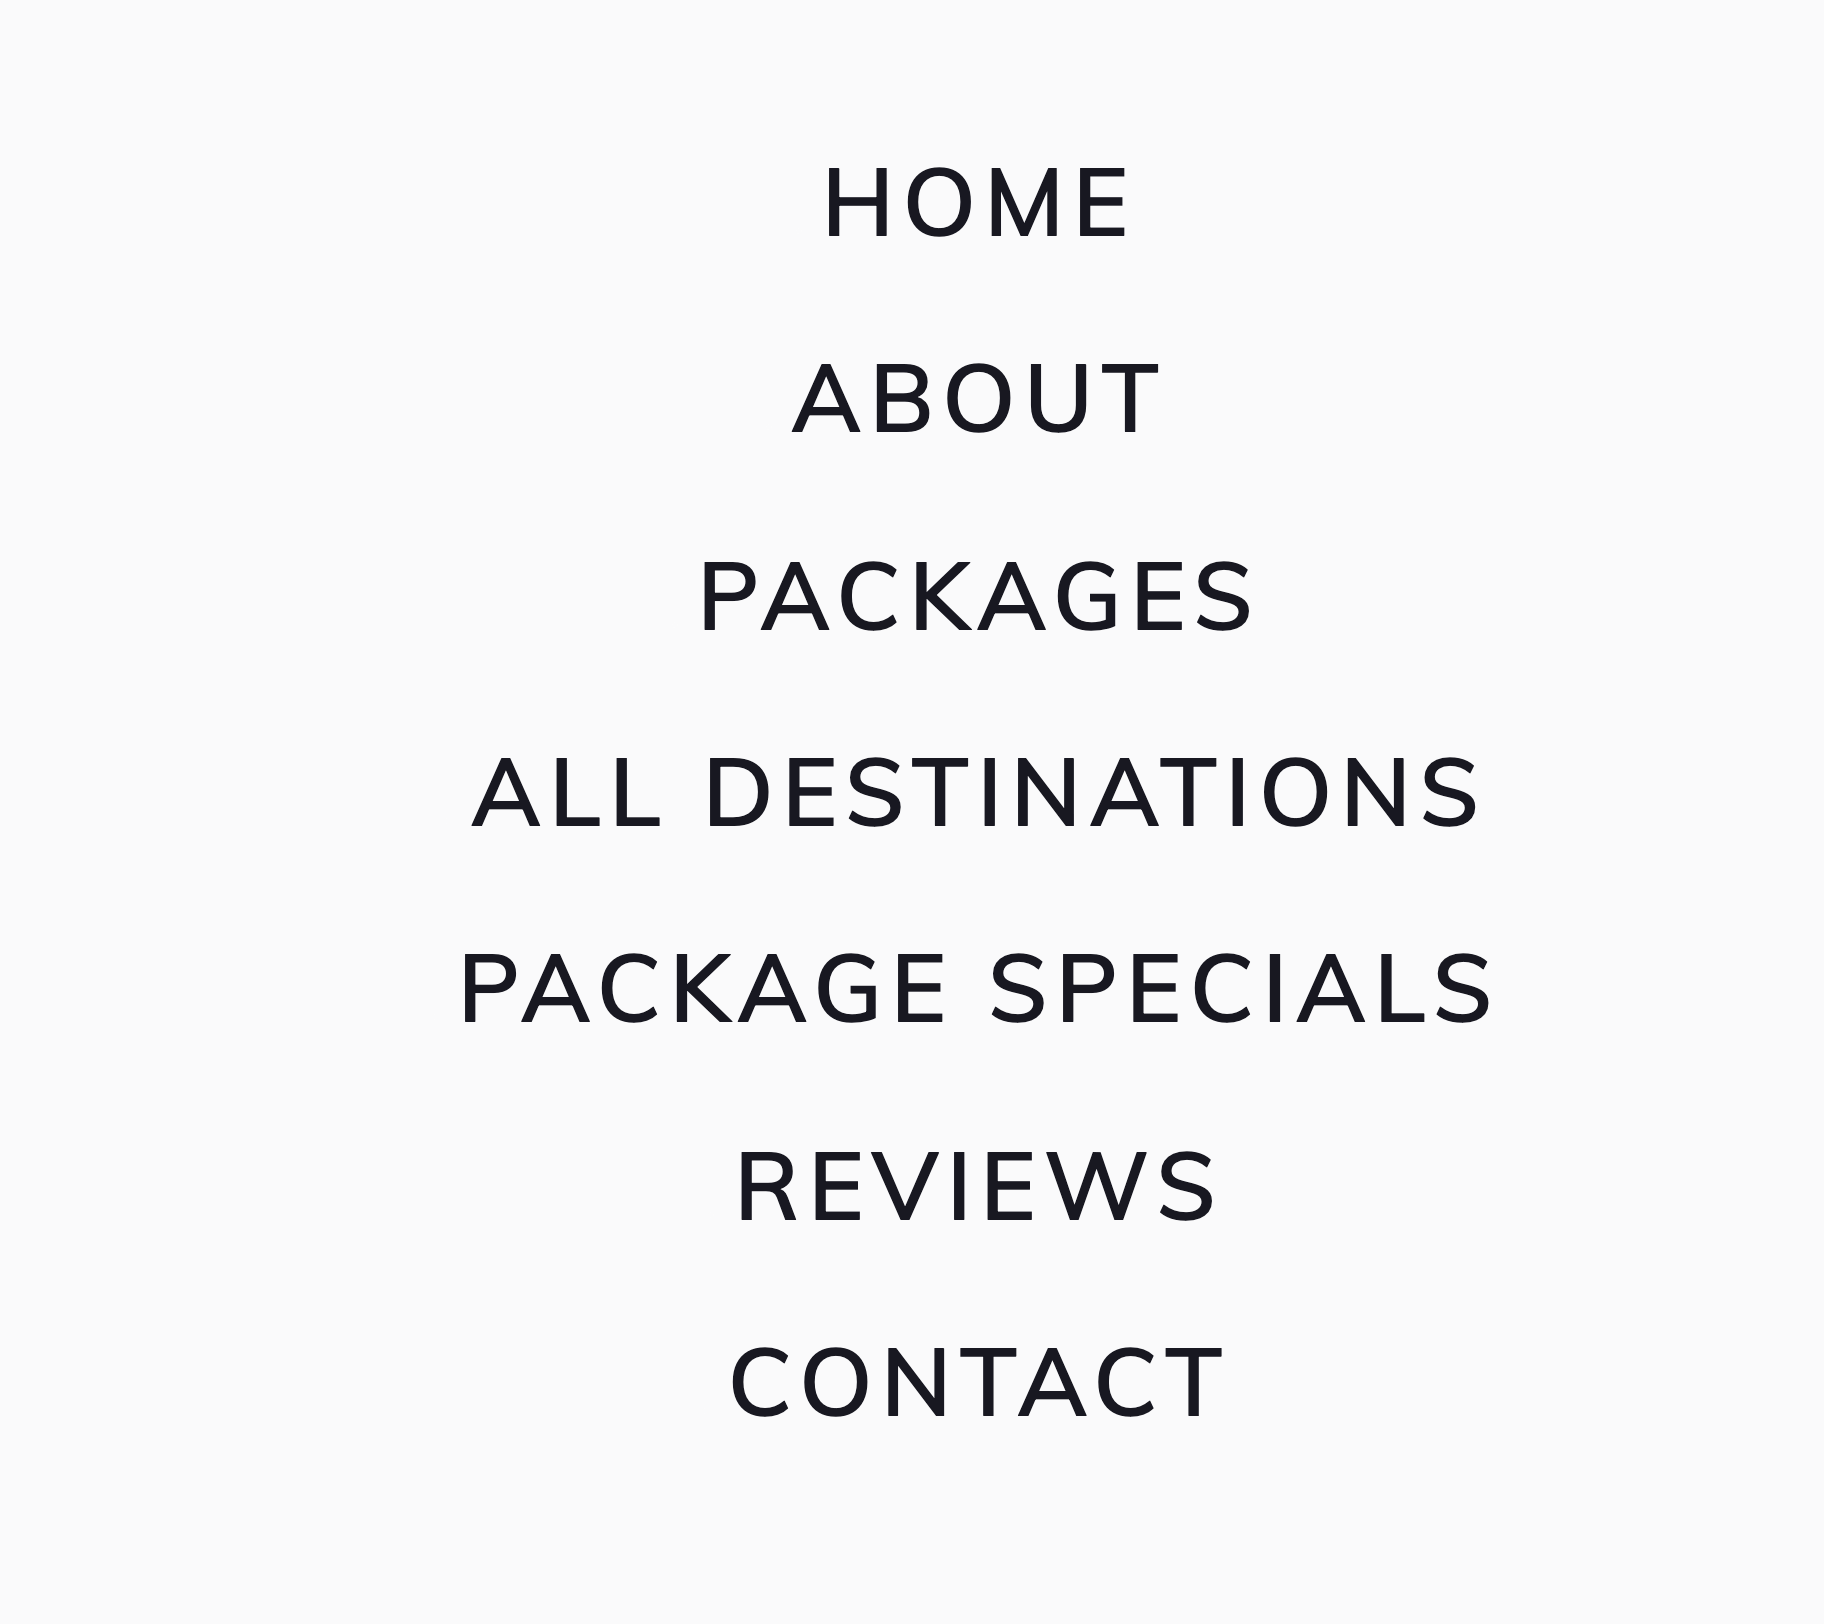 HOME
ABOUT
PACKAGES
ALL DESTINATIONS
PACKAGE SPECIALS
REVIEWS
CONTACT